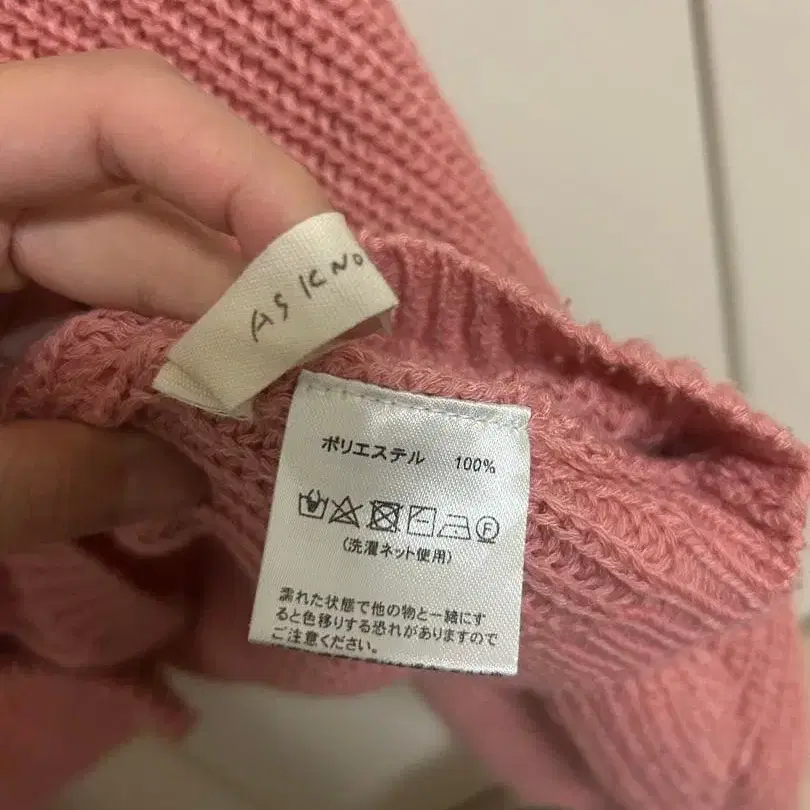 AS KNO
ポリエステル 100%
F
(洗濯ネット使用)
濡れた状態で他の物と一緒にす
ると色移りする恐れがありますので
ご注意ください。